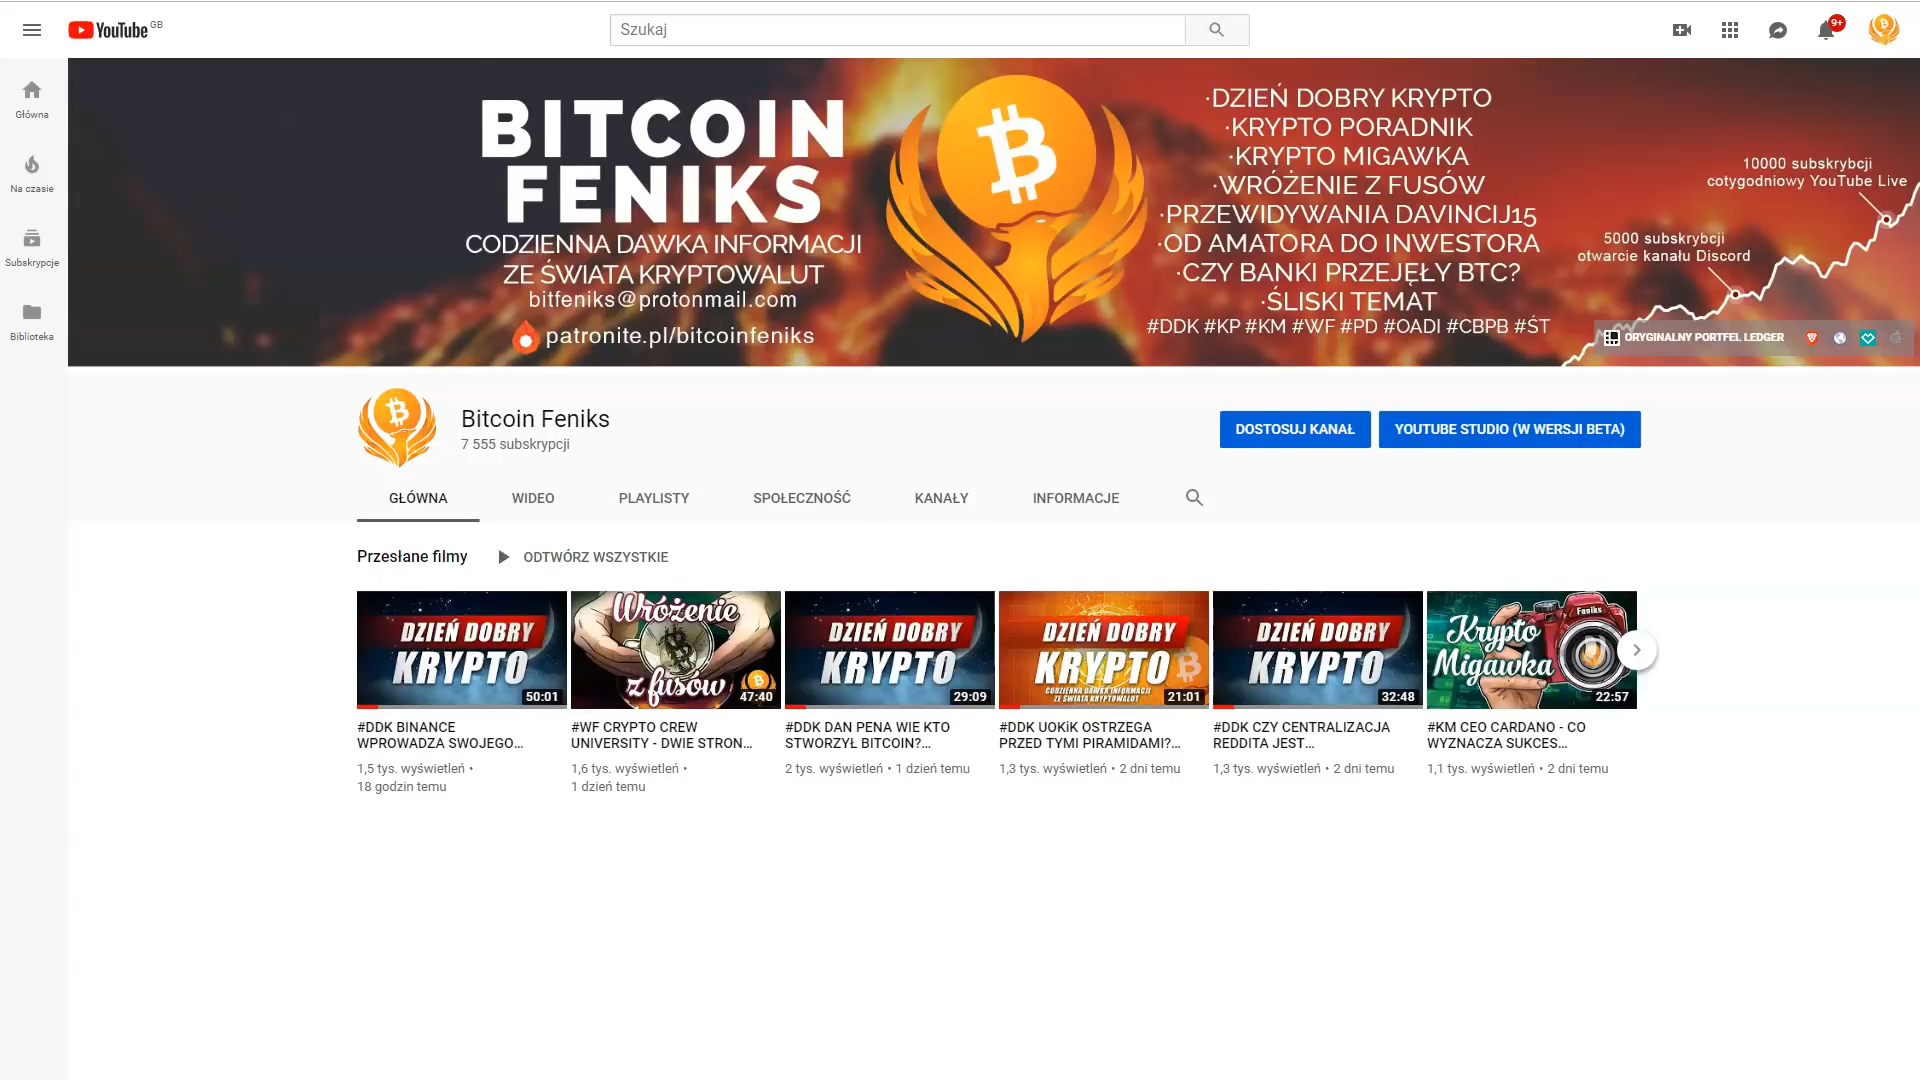 YouTube GB
Szukaj
9+
Główna
Na czasie
Subskrypcje
Biblioteka
BITCOIN
FENIKS
CODZIENNA DAWKA INFORMACJI
ZE ŚWIATA KRYPTOWALUT
bitfeniks@protonmail.com
patronite.pl/bitcoinfeniks
·DZIEŃ DOBRY KRYPTO
·KRYPTO PORADNIK
·KRYPTO MIGAWKA
·WRÓŻENIE Z FUSÓW
·PRZEWIDYWANIA DAVINCIJ15
·OD AMATORA DO INWESTORA
·CZY BANKI PRZEJĘŁY BTC?
·ŚLISKI TEMAT
#DDK #KP #KM #WF #PD #OADI #CBPB #ŚT
10000 subskrybcji
cotygodniowy YouTube Live
5000 subskrybcji
otwarcie kanału Discord
ORYGINALNY PORTFEL LEDGER
Bitcoin Feniks
7 555 subskrypcji
DOSTOSUJ KANAŁ
YOUTUBE STUDIO (W WERSJI BETA)
GŁÓWNA
WIDEO
PLAYLISTY
SPOŁECZNOŚĆ
KANAŁY
INFORMACJE
Przesłane filmy
ODTWÓRZ WSZYSTKIE
DZIEŃ DOBRY
KRYPTO
50:01
#DDK BINANCE
WPROWADZA SWOJEGO...
1,5 tys. wyświetleń •
18 godzin temu
Wróżenie
z fusów
47:40
#WF CRYPTO CREW
UNIVERSITY - DWIE STRON...
1,6 tys. wyświetleń •
1 dzień temu
DZIEŃ DOBRY
KRYPTO
29:09
#DDK DAN PENA WIE KTO
STWORZYŁ BITCOIN?...
2 tys. wyświetleń • 1 dzień temu
DZIEŃ DOBRY
KRYPTO
CODZIENNA DAWKA INFORMACJI
ZE ŚWIATA KRYPTOWALUT
21:01
#DDK UOKiK OSTRZEGA
PRZED TYMI PIRAMIDAMI?...
1,3 tys. wyświetleń • 2 dni temu
DZIEŃ DOBRY
KRYPTO
32:48
#DDK CZY CENTRALIZACJA
REDDITA JEST...
1,3 tys. wyświetleń • 2 dni temu
Feniks
Krypto
Migawka
22:57
#KM CEO CARDANO - CO
WYZNACZA SUKCES...
1,1 tys. wyświetleń • 2 dni temu